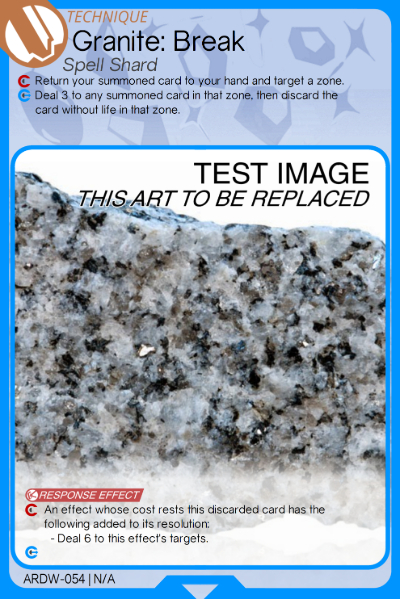 TECHNIQUE
Granite: Break
Spell Shard
Return your summoned card to your hand and target a zone.
Deal 3 to any summoned card in that zone, then discard the
card without life in that zone.
TEST IMAGE
THIS ART TO BE REPLACED
RESPONSE EFFECT
An effect whose cost rests this discarded card has the
following added to its resolution:
- Deal 6 to this effect's targets.
ARDW-054 | N/A